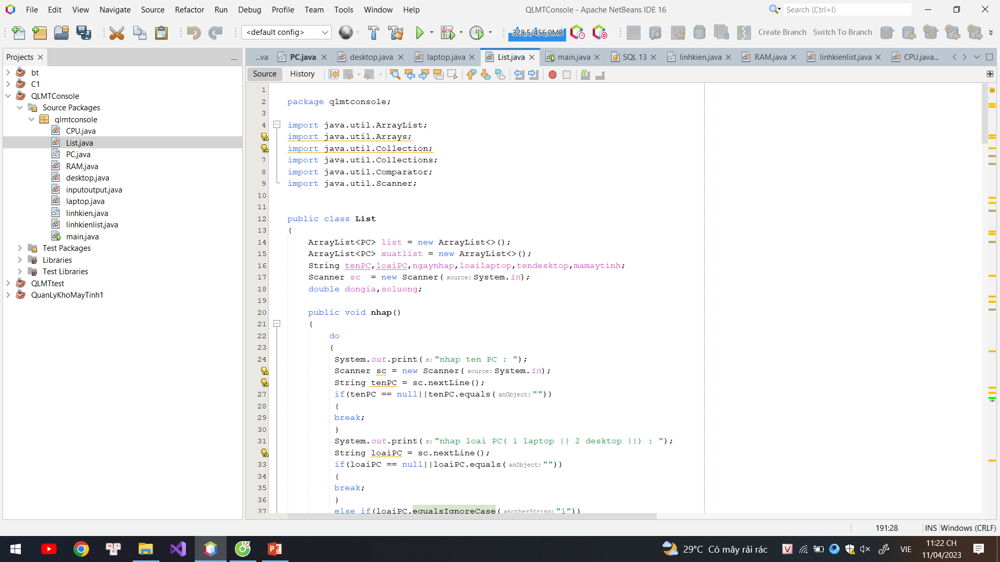 File Edit View Navigate Source Refactor Run Debug Profile Team Tools Window Help
QLMTConsole - Apache NetBeans IDE 16
Search (Ctrl+I)
<default config>
328,5/456,0MB
Create Branch Switch To Branch
Projects
bt
C1
QLMTConsole
Source Packages
qlmtconsole
CPU.java
List.java
PC.java
RAM.java
desktop.java
inputoutput.java
laptop.java
linhkien.java
linhkienlist.java
main.java
Test Packages
Libraries
Test Libraries
QLMTtest
QuanLyKhoMayTinh1
...va PC.java desktop.java laptop.java List.java main.java SQL 13 linhkien.java RAM.java linhkienlist.java CPU.java...
Source History
1
2 package qlmtconsole;
3
4 import java.util.ArrayList;
import java.util.Arrays;
import java.util.Collection;
7 import java.util.Collections;
8 import java.util.Comparator;
9 import java.util.Scanner;
10
11
12 public class List
13 {
14 ArrayList<PC> list = new ArrayList<>();
15 ArrayList<PC> xuatlist = new ArrayList<>();
16 String tenPC,loaiPC,ngaynhap,loailaptop,tendesktop,mamaytinh;
17 Scanner sc = new Scanner(source:System.in);
18 double dongia,soluong;
19
20 public void nhap()
21 {
22 do
23 {
24 System.out.print(s:"nhap ten PC : ");
Scanner sc = new Scanner(source:System.in);
String tenPC = sc.nextLine();
27 if(tenPC == null||tenPC.equals(anObject:""))
28 {
29 break;
30 }
31 System.out.print(s:"nhap loai PC( 1 laptop || 2 desktop ||) : ");
String loaiPC = sc.nextLine();
33 if(loaiPC == null||loaiPC.equals(anObject:""))
34 {
35 break;
36 }
37 else if(loaiPC.equalsIgnoreCase(anotherString:"1"))
191:28 INS Windows (CRLF)
29°C Có mây rải rác
VIE
11:22 CH
11/04/2023